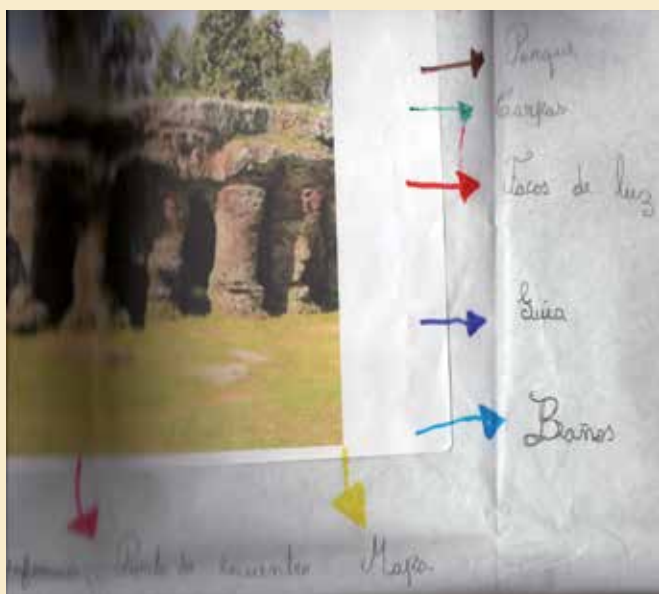 Parque
Carpas
Focos de luz
Guía
Baños
Punto de encuentro Mapa